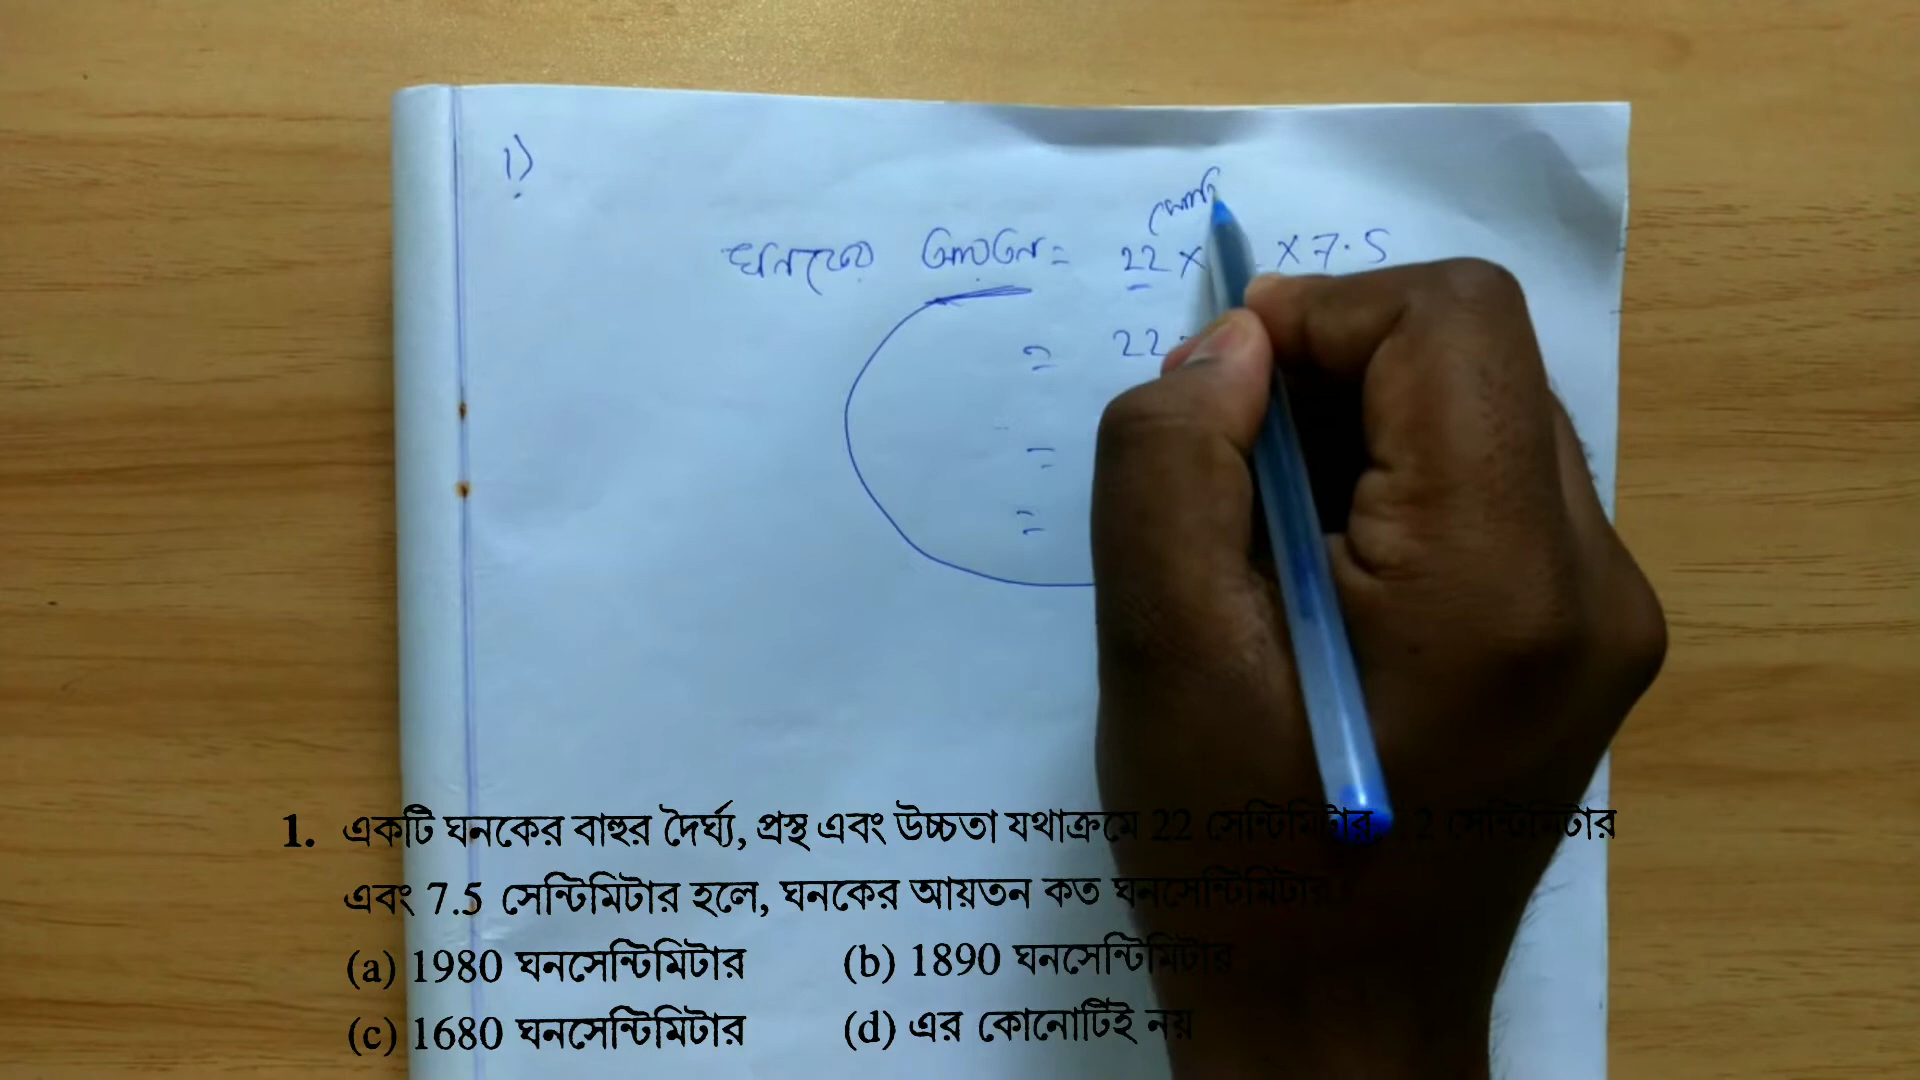 1)
সেন্টি
ঘনকের আয়তন = 22 × × 7.5
= 22
=
=
1. একটি ঘনকের বাহুর দৈর্ঘ্য, প্রস্থ এবং উচ্চতা যথাক্রমে 22 সেন্টিমিটার, 2 সেন্টিমিটার
এবং 7.5 সেন্টিমিটার হলে, ঘনকের আয়তন কত ঘনসেন্টিমিটার?
(a) 1980 ঘনসেন্টিমিটার (b) 1890 ঘনসেন্টিমিটার
(c) 1680 ঘনসেন্টিমিটার (d) এর কোনোটিই নয়